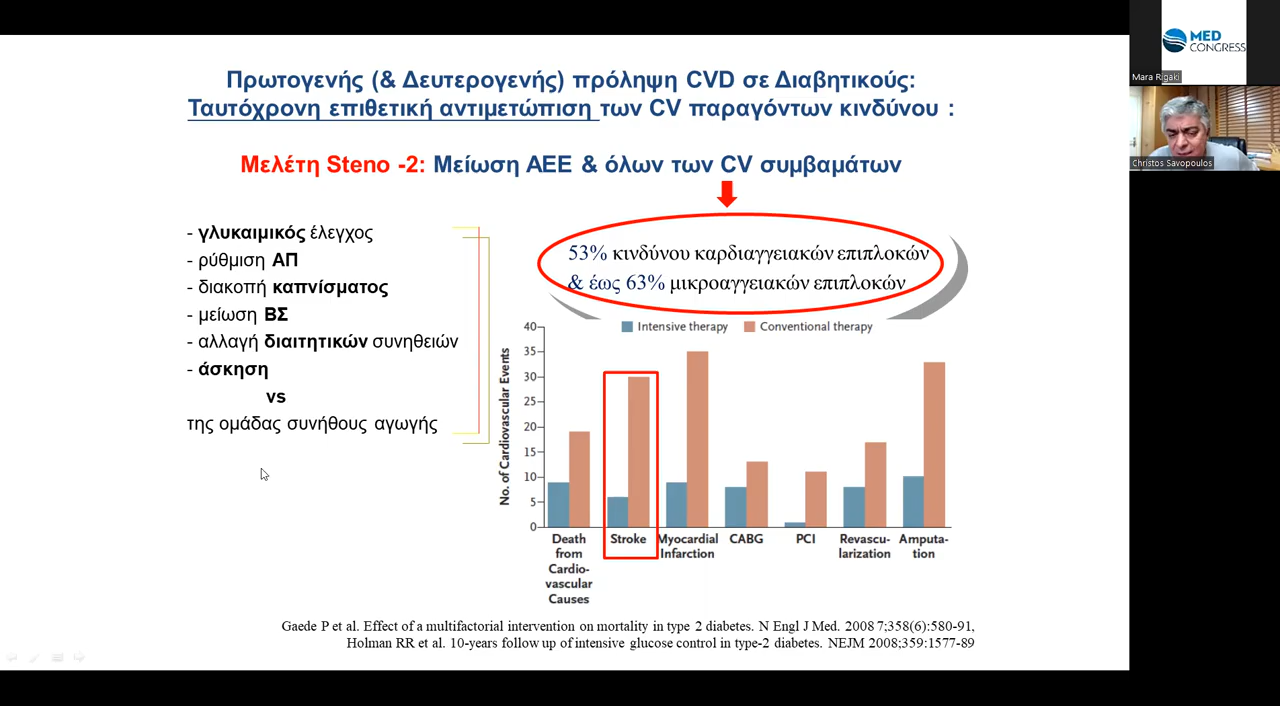 Πρωτογενής (& Δευτερογενής) πρόληψη CVD σε Διαβητικούς:
Ταυτόχρονη επιθετική αντιμετώπιση των CV παραγόντων κινδύνου :
Μελέτη Steno -2: Μείωση ΑΕΕ & όλων των CV συμβαμάτων
- γλυκαιμικός έλεγχος
- ρύθμιση ΑΠ
- διακοπή καπνίσματος
- μείωση ΒΣ
- αλλαγή διαιτητικών συνηθειών
- άσκηση
vs
της ομάδας συνήθους αγωγής
53% κινδύνου καρδιαγγειακών επιπλοκών
& έως 63% μικροαγγειακών επιπλοκών
Intensive therapy
Conventional therapy
No. of Cardiovascular Events
40
35
30
25
20
15
10
5
0
Death from Cardio-vascular Causes
Stroke
Myocardial Infarction
CABG
PCI
Revascu-larization
Amputa-tion
Gaede P et al. Effect of a multifactorial intervention on mortality in type 2 diabetes. N Engl J Med. 2008 7;358(6):580-91,
Holman RR et al. 10-years follow up of intensive glucose control in type-2 diabetes. NEJM 2008;359:1577-89
MED
CONGRESS
Mara Rigaki
Christos Savopoulos